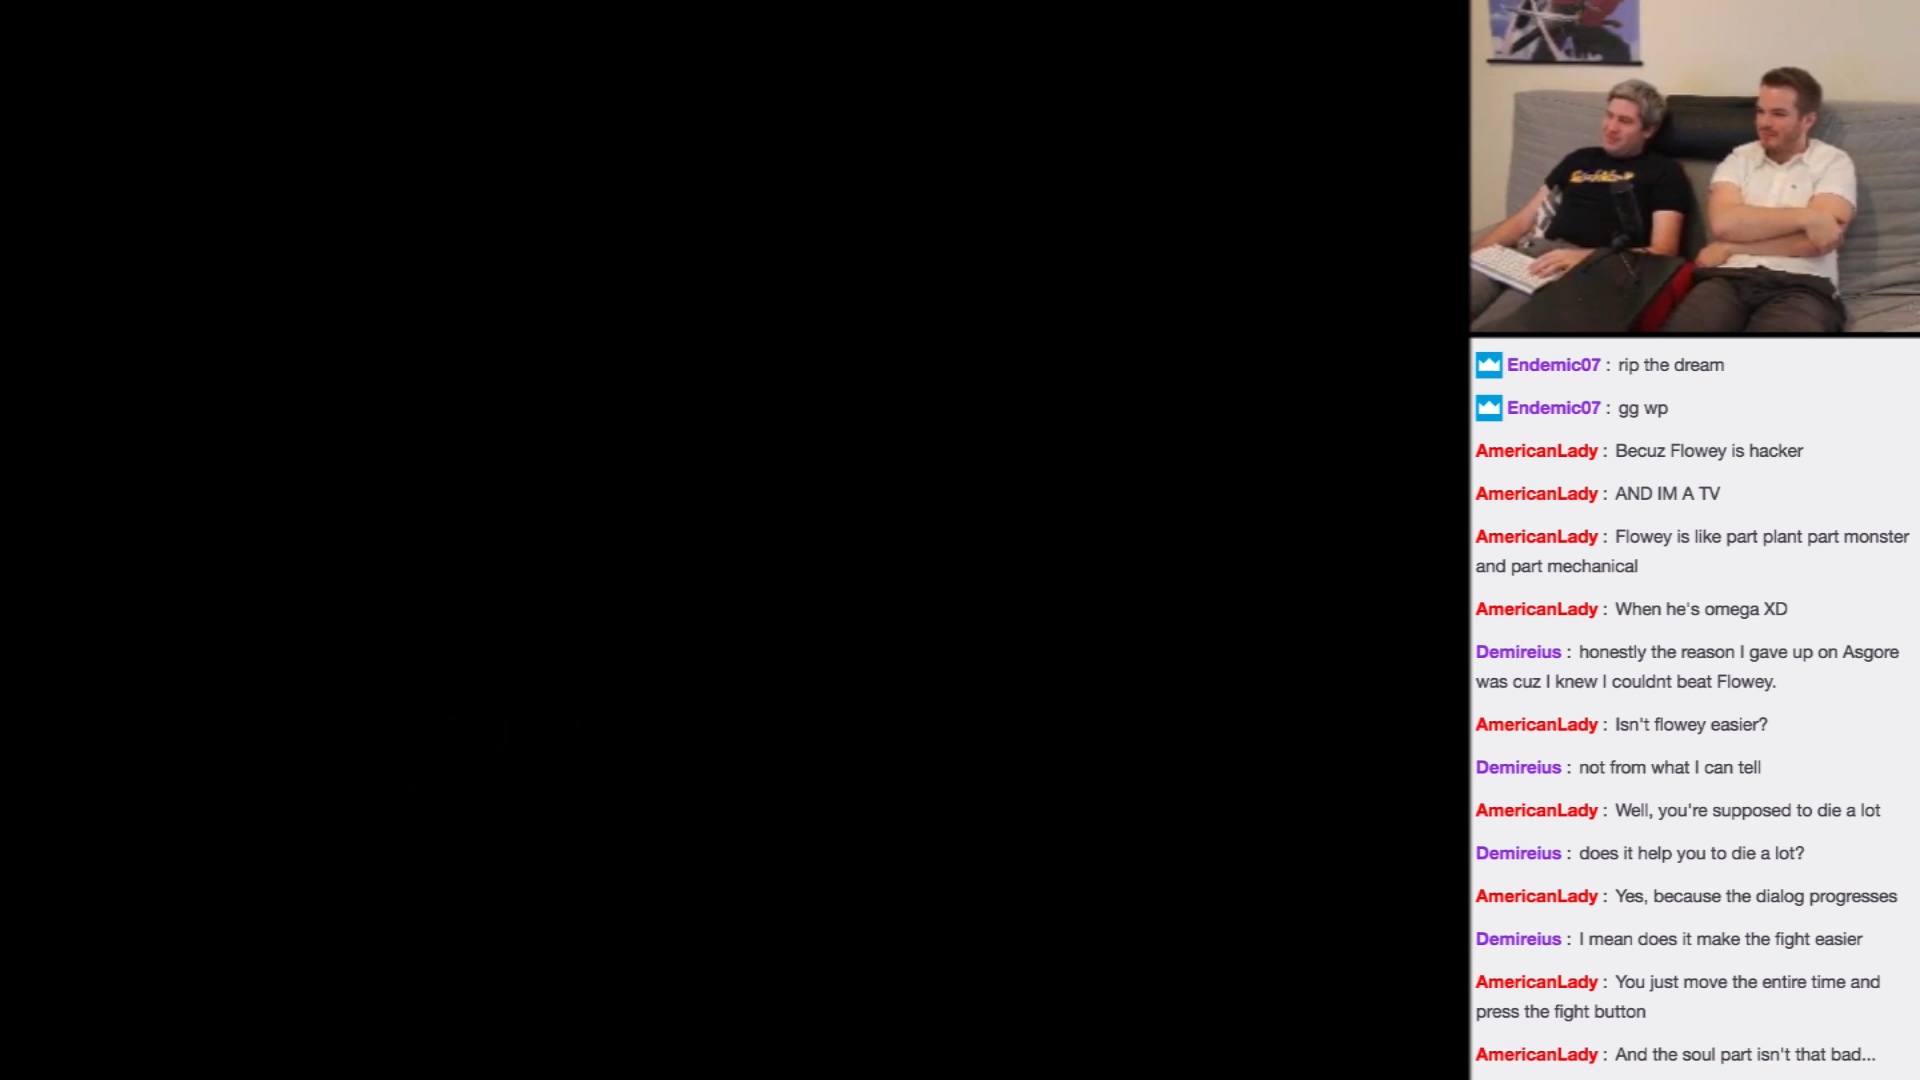 Endemic07 : rip the dream
Endemic07 : gg wp
AmericanLady : Becuz Flowey is hacker
AmericanLady : AND IM A TV
AmericanLady : Flowey is like part plant part monster
and part mechanical
AmericanLady : When he's omega XD
Demireius : honestly the reason I gave up on Asgore
was cuz I knew I couldnt beat Flowey.
AmericanLady : Isn't flowey easier?
Demireius : not from what I can tell
AmericanLady : Well, you're supposed to die a lot
Demireius : does it help you to die a lot?
AmericanLady : Yes, because the dialog progresses
Demireius : I mean does it make the fight easier
AmericanLady : You just move the entire time and
press the fight button
AmericanLady : And the soul part isn't that bad...